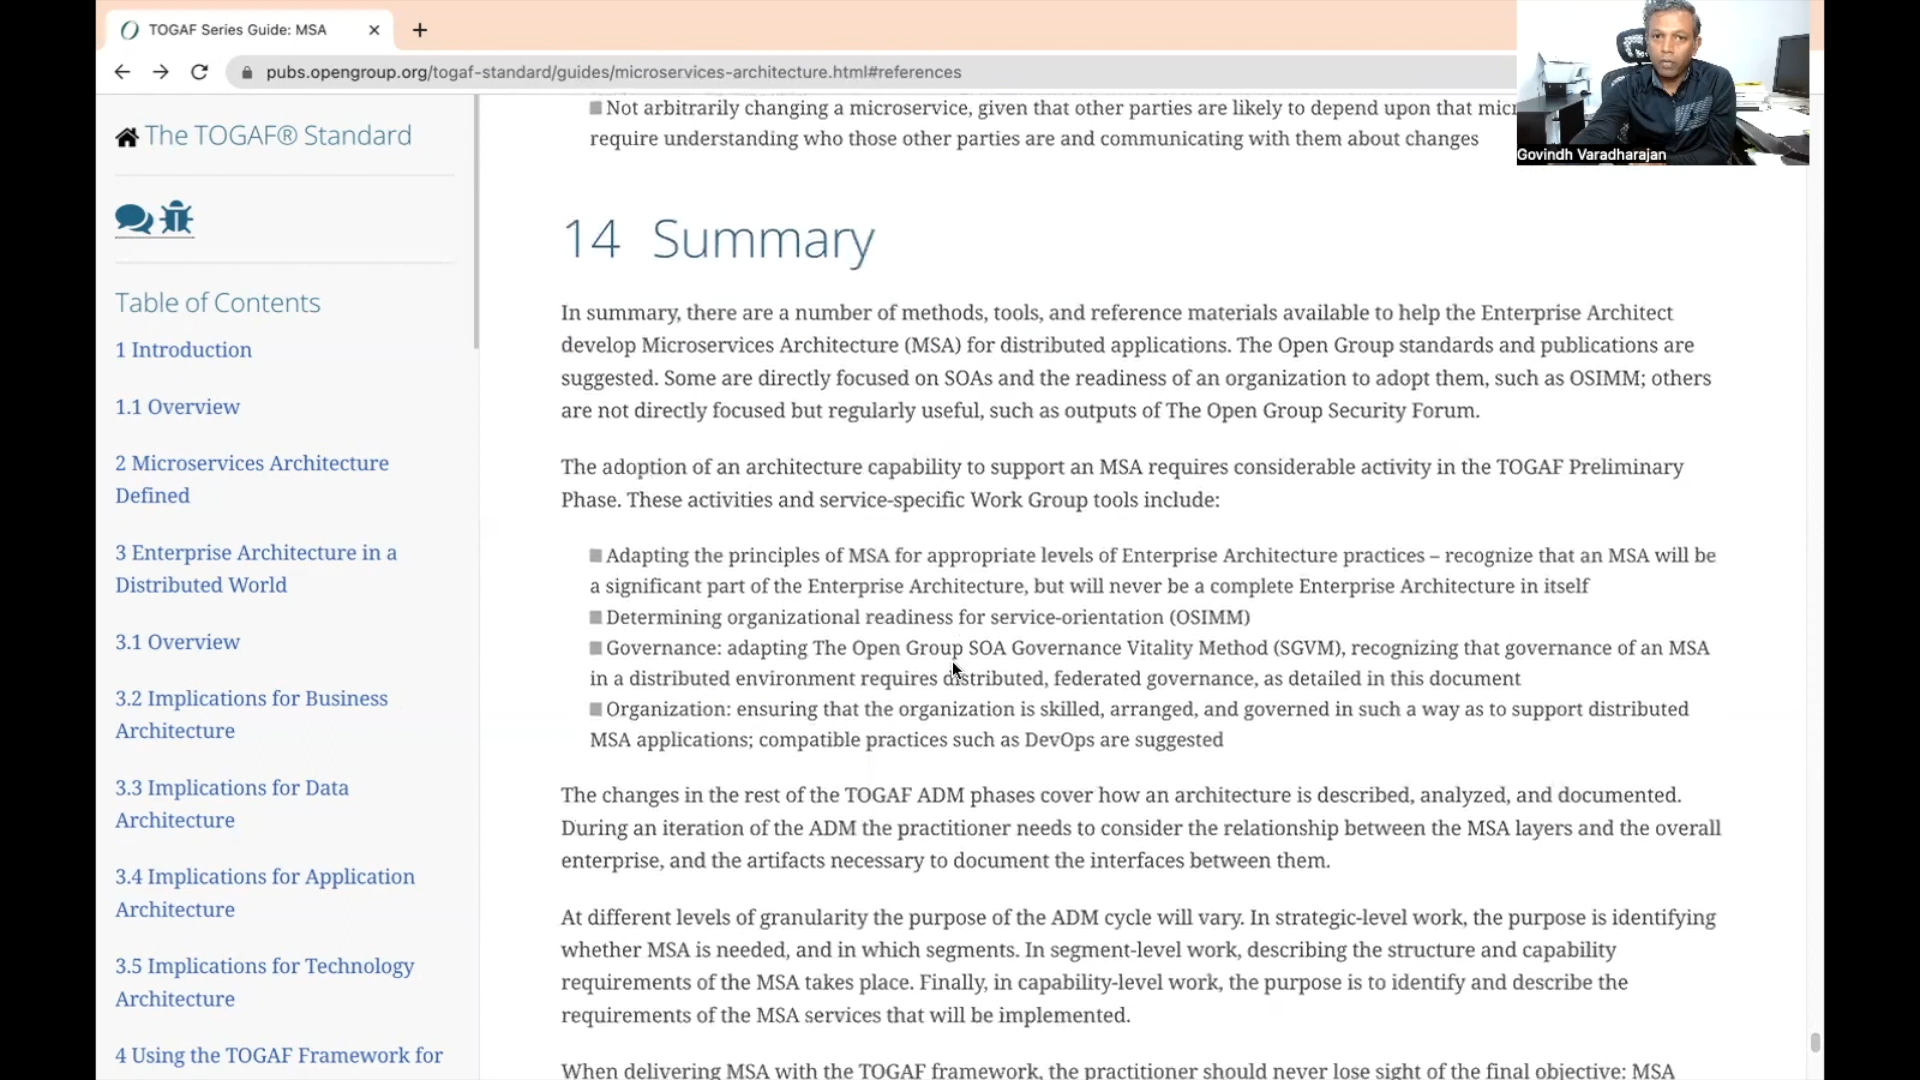 TOGAF Series Guide: MSA
pubs.opengroup.org/togaf-standard/guides/microservices-architecture.html#references
Govindh Varadharajan
The TOGAF® Standard
Table of Contents
1 Introduction
1.1 Overview
2 Microservices Architecture
Defined
3 Enterprise Architecture in a
Distributed World
3.1 Overview
3.2 Implications for Business
Architecture
3.3 Implications for Data
Architecture
3.4 Implications for Application
Architecture
3.5 Implications for Technology
Architecture
4 Using the TOGAF Framework for
Not arbitrarily changing a microservice, given that other parties are likely to depend upon that
require understanding who those other parties are and communicating with them about changes
14 Summary
In summary, there are a number of methods, tools, and reference materials available to help the Enterprise Architect
develop Microservices Architecture (MSA) for distributed applications. The Open Group standards and publications are
suggested. Some are directly focused on SOAs and the readiness of an organization to adopt them, such as OSIMM; others
are not directly focused but regularly useful, such as outputs of The Open Group Security Forum.
The adoption of an architecture capability to support an MSA requires considerable activity in the TOGAF Preliminary
Phase. These activities and service-specific Work Group tools include:
Adapting the principles of MSA for appropriate levels of Enterprise Architecture practices – recognize that an MSA will be
a significant part of the Enterprise Architecture, but will never be a complete Enterprise Architecture in itself
Determining organizational readiness for service-orientation (OSIMM)
Governance: adapting The Open Group SOA Governance Vitality Method (SGVM), recognizing that governance of an MSA
in a distributed environment requires distributed, federated governance, as detailed in this document
Organization: ensuring that the organization is skilled, arranged, and governed in such a way as to support distributed
MSA applications; compatible practices such as DevOps are suggested
The changes in the rest of the TOGAF ADM phases cover how an architecture is described, analyzed, and documented.
During an iteration of the ADM the practitioner needs to consider the relationship between the MSA layers and the overall
enterprise, and the artifacts necessary to document the interfaces between them.
At different levels of granularity the purpose of the ADM cycle will vary. In strategic-level work, the purpose is identifying
whether MSA is needed, and in which segments. In segment-level work, describing the structure and capability
requirements of the MSA takes place. Finally, in capability-level work, the purpose is to identify and describe the
requirements of the MSA services that will be implemented.
When delivering MSA with the TOGAF framework, the practitioner should never lose sight of the final objective: MSA